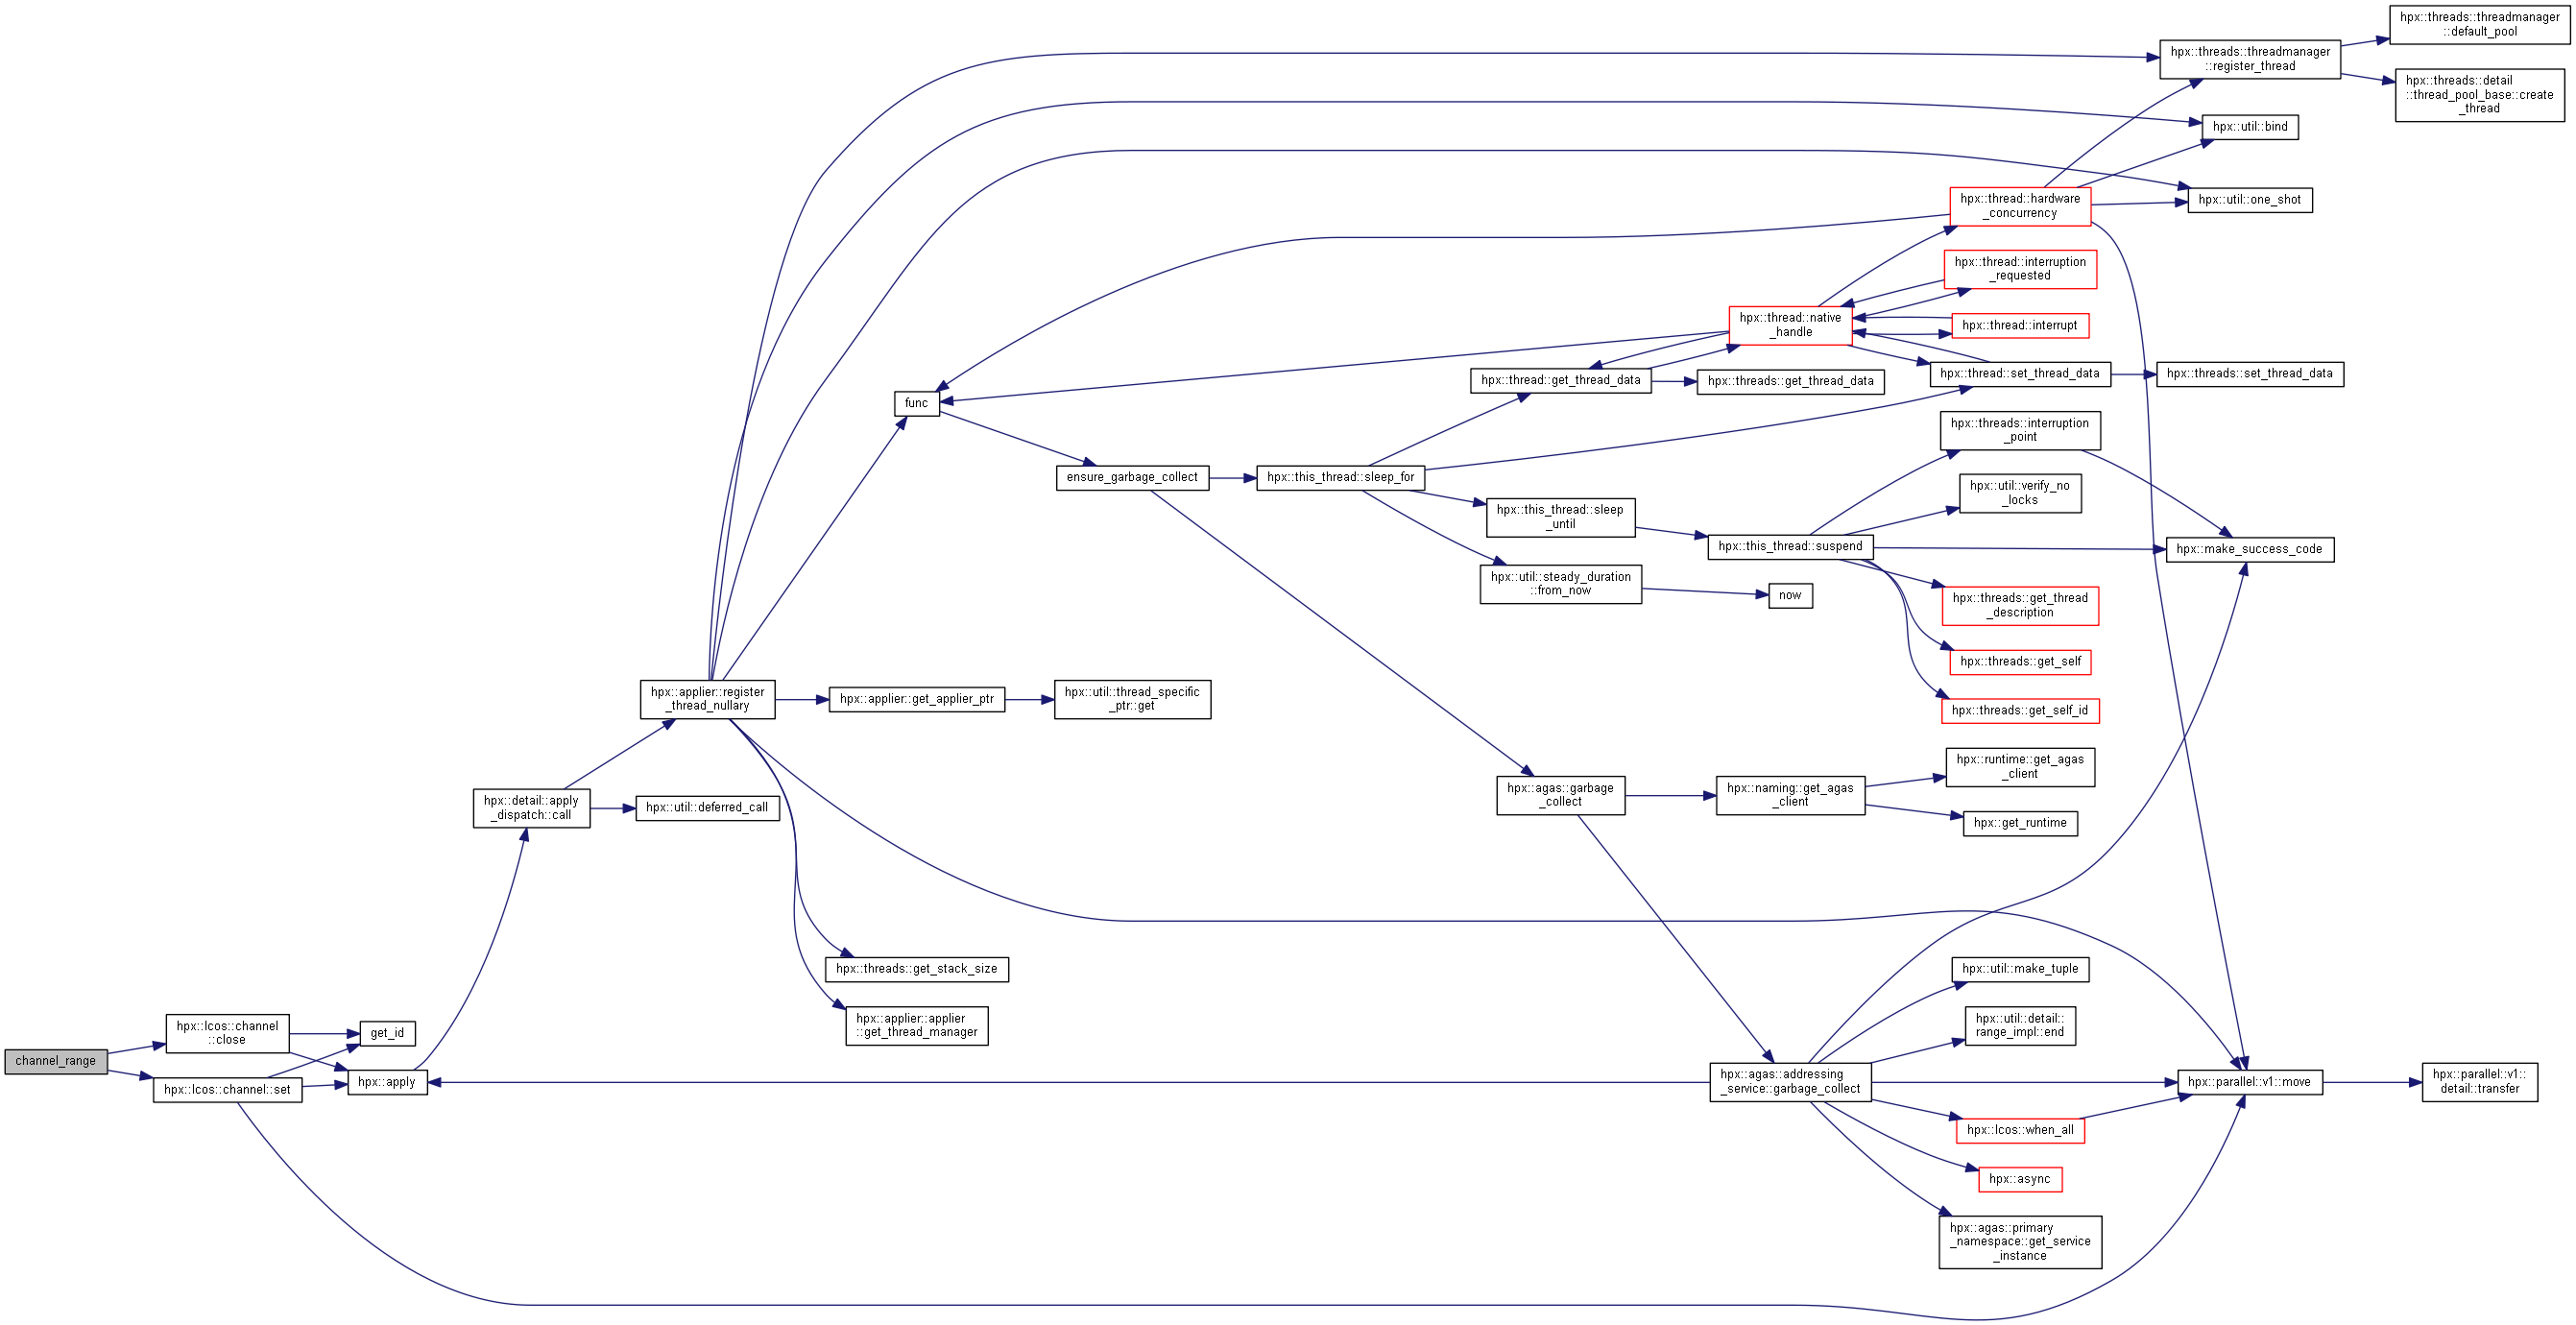 channel_range
hpx::lcos::channel
::close
hpx::lcos::channel::set
get_id
hpx::apply
hpx::detail::apply
_dispatch::call
hpx::util::deferred_call
hpx::applier::register
_thread_nullary
func
hpx::applier::get_applier_ptr
hpx::util::thread_specific
_ptr::get
hpx::threads::get_stack_size
hpx::applier::applier
::get_thread_manager
ensure_garbage_collect
hpx::this_thread::sleep_for
hpx::thread::get_thread_data
hpx::threads::get_thread_data
hpx::this_thread::sleep
_until
hpx::util::steady_duration
::from_now
now
hpx::this_thread::suspend
hpx::thread::native
_handle
hpx::thread::hardware
_concurrency
hpx::thread::interruption
_requested
hpx::thread::interrupt
hpx::thread::set_thread_data
hpx::threads::set_thread_data
hpx::threads::interruption
_point
hpx::util::verify_no
_locks
hpx::make_success_code
hpx::threads::get_thread
_description
hpx::threads::get_self
hpx::threads::get_self_id
hpx::threads::threadmanager
::register_thread
hpx::threads::threadmanager
::default_pool
hpx::threads::detail
::thread_pool_base::create
_thread
hpx::util::bind
hpx::util::one_shot
hpx::agas::garbage
_collect
hpx::naming::get_agas
_client
hpx::runtime::get_agas
_client
hpx::get_runtime
hpx::agas::addressing
_service::garbage_collect
hpx::util::make_tuple
hpx::util::detail::
range_impl::end
hpx::parallel::v1::move
hpx::parallel::v1::
detail::transfer
hpx::lcos::when_all
hpx::async
hpx::agas::primary
_namespace::get_service
_instance